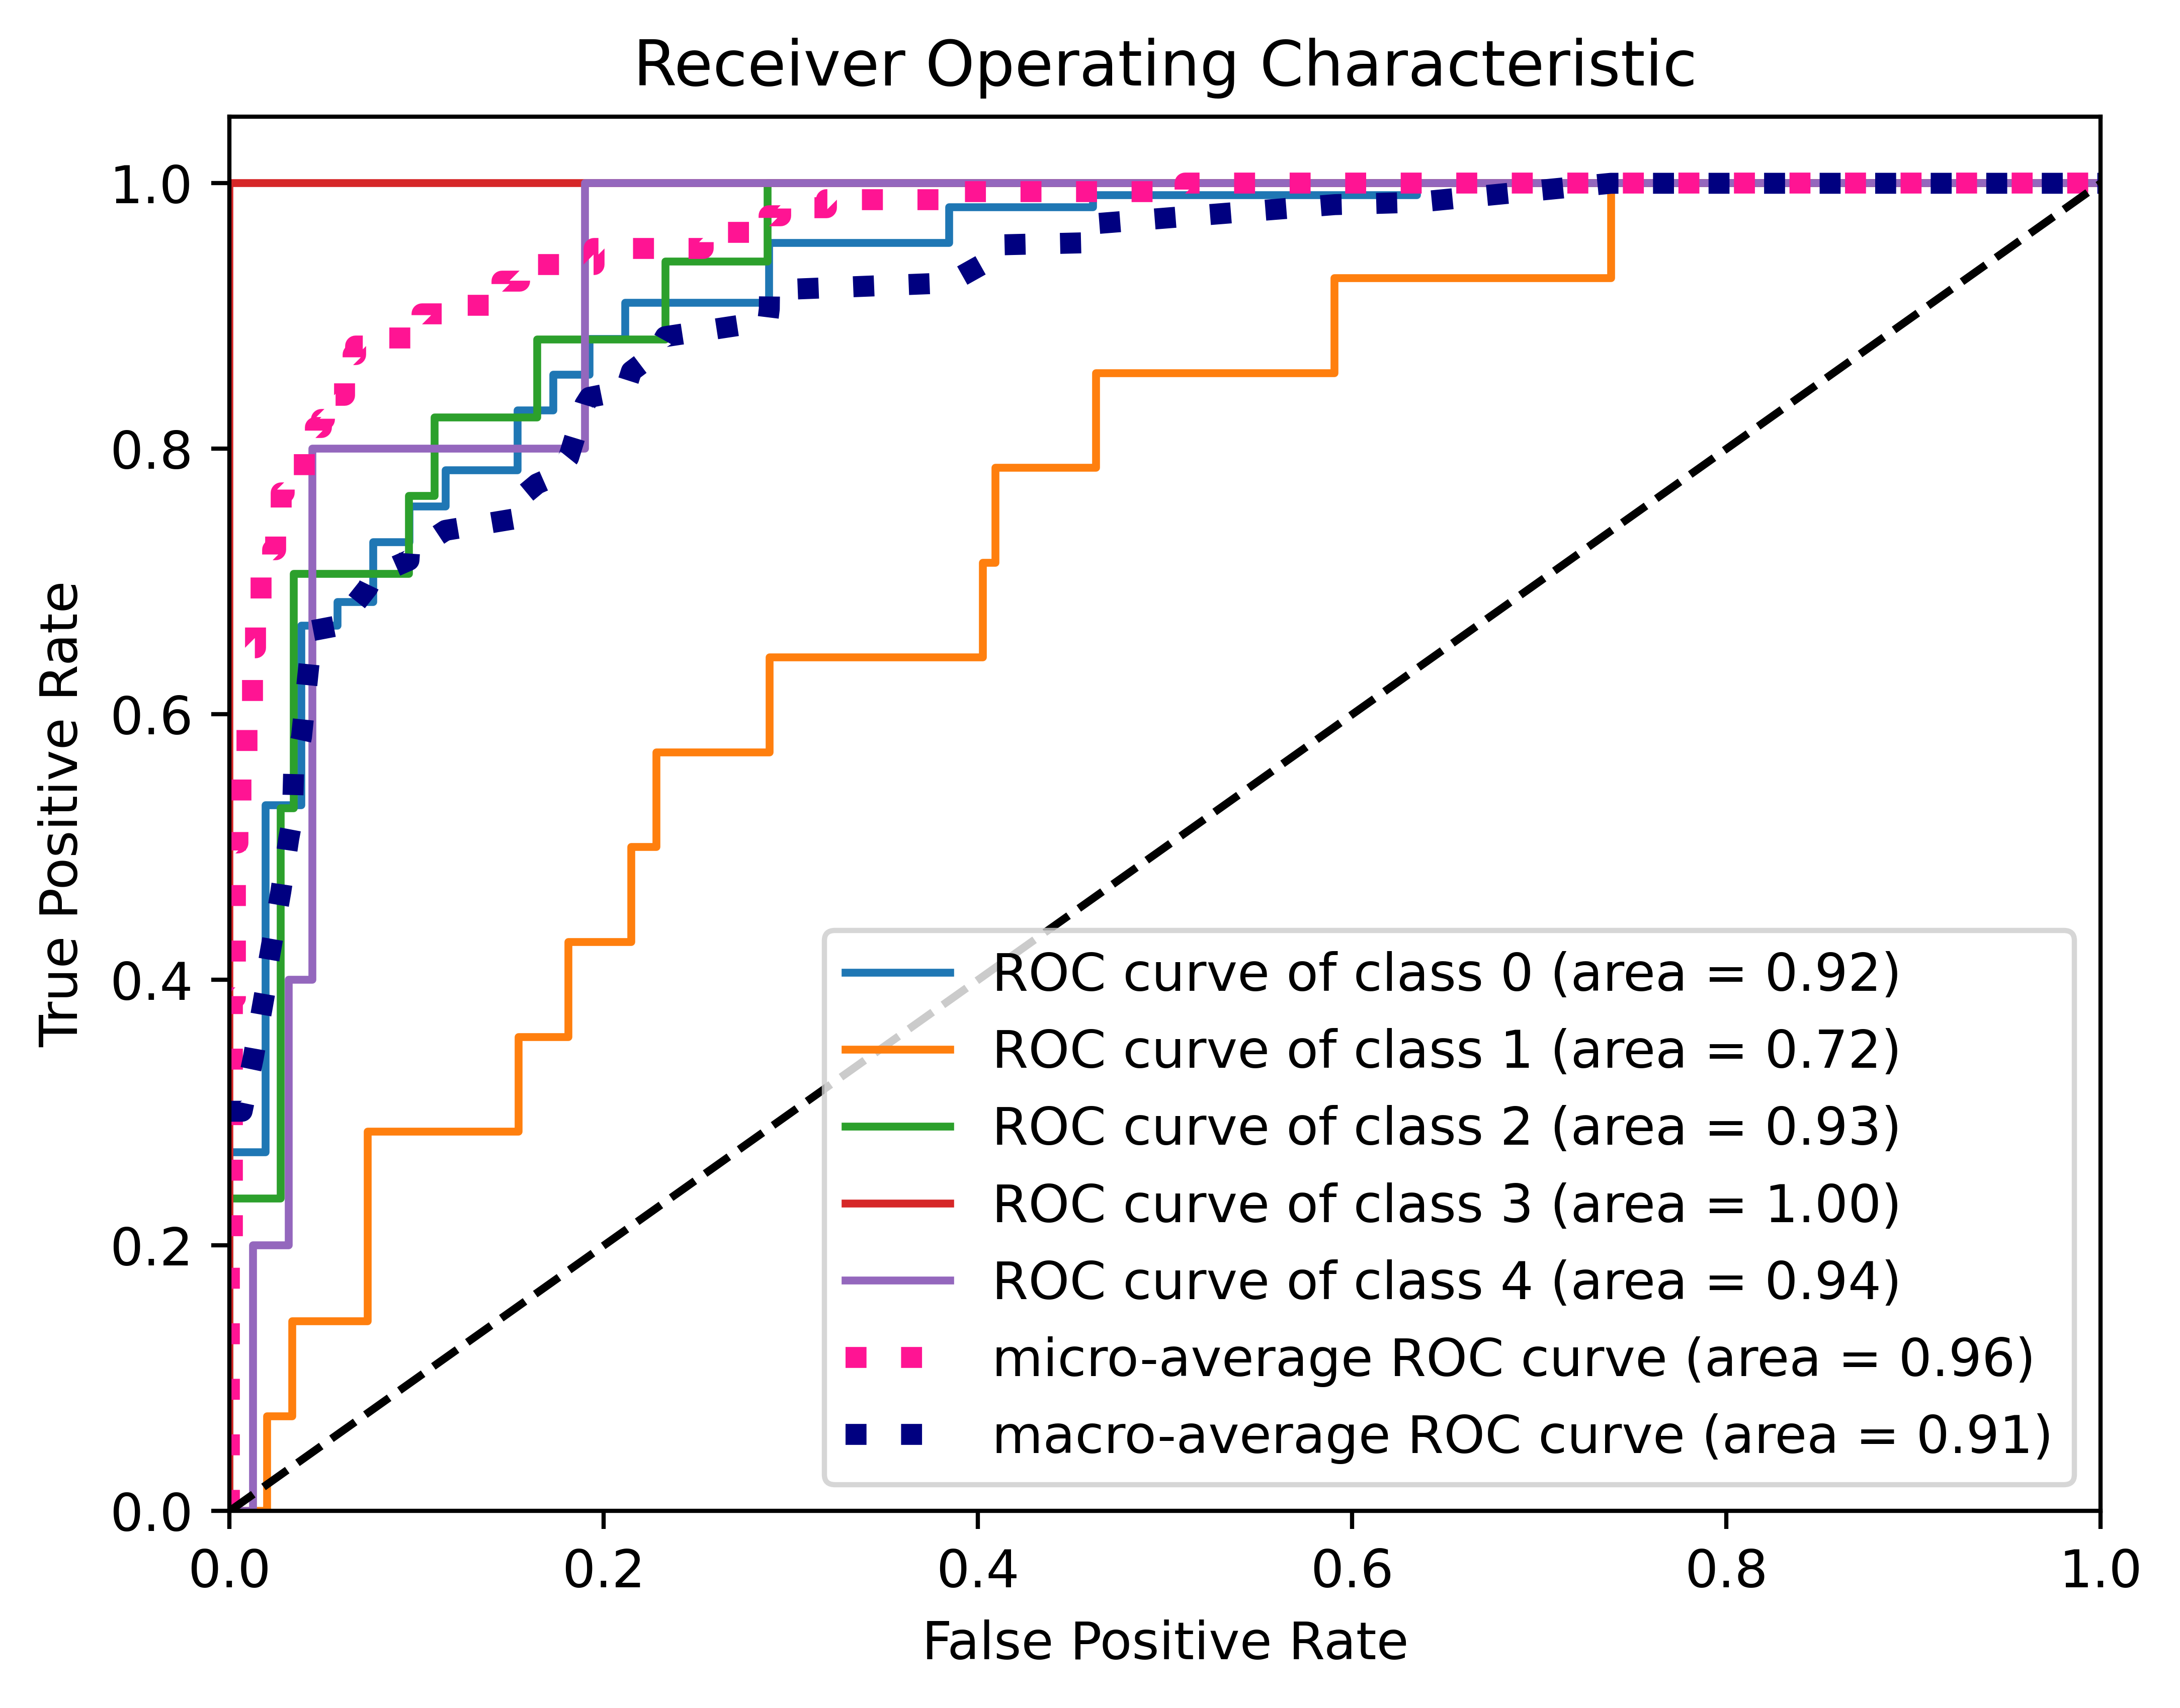 Receiver Operating Characteristic
1.0
0.8
0.6
0.4
0.2
0.0
True Positive Rate
ROC curve of class 0 (area = 0.92)
ROC curve of class 1 (area = 0.72)
ROC curve of class 2 (area = 0.93)
ROC curve of class 3 (area = 1.00)
ROC curve of class 4 (area = 0.94)
micro-average ROC curve (area = 0.96)
macro-average ROC curve (area = 0.91)
0.0 0.2 0.4 0.6 0.8 1.0
False Positive Rate